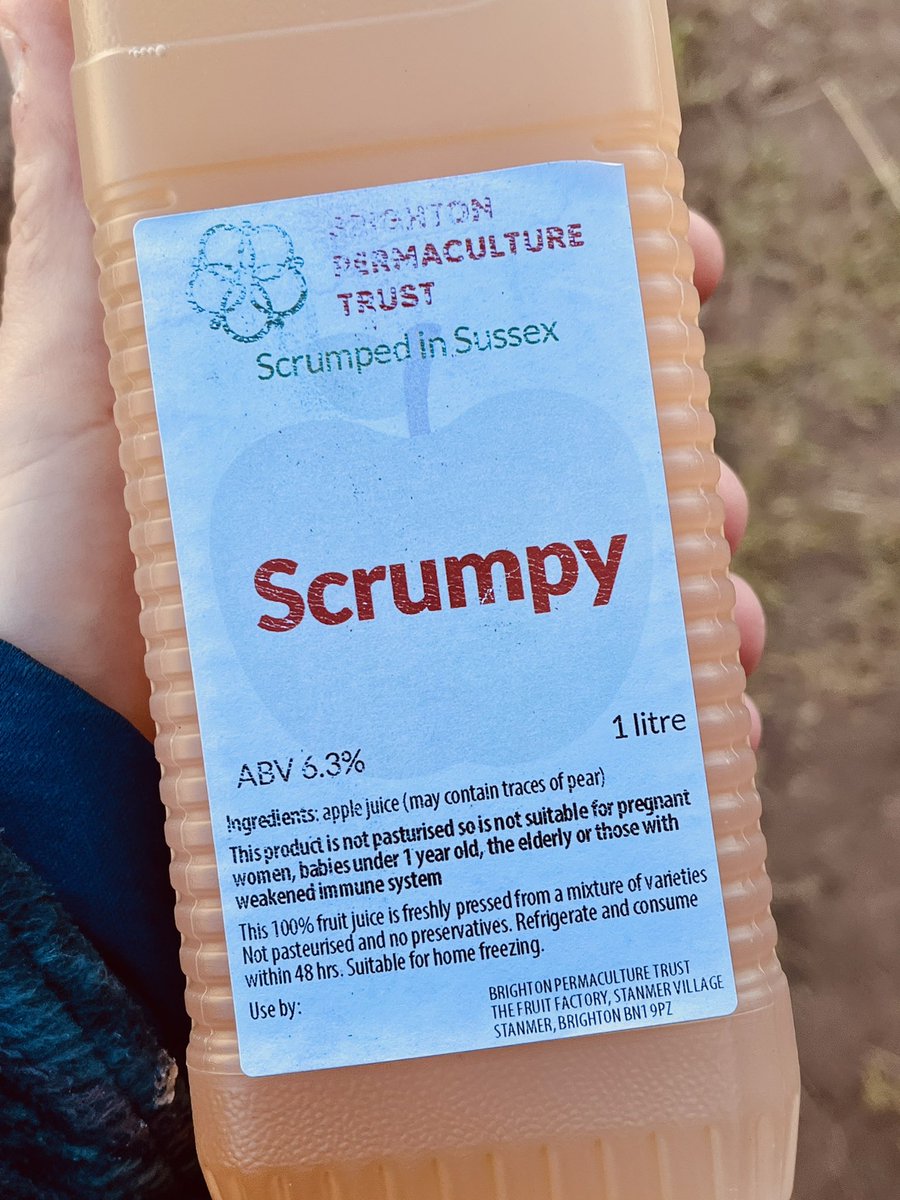 BRIGHTON
PERMACULTURE
TRUST
Scrumped in Sussex
Scrumpy
1 litre
ABV 6.3%
Ingredients: apple juice (may contain traces of pear)
This product is not pasturised so is not suitable for pregnant
women, babies under 1 year old, the elderly or those with
weakened immune system
This 100% fruit juice is freshly pressed from a mixture of varieties
Not pasteurised and no preservatives. Refrigerate and consume
within 48 hrs. Suitable for home freezing.
Use by:
BRIGHTON PERMACULTURE TRUST
THE FRUIT FACTORY, STANMER VILLAGE
STANMER, BRIGHTON BN1 9PZ